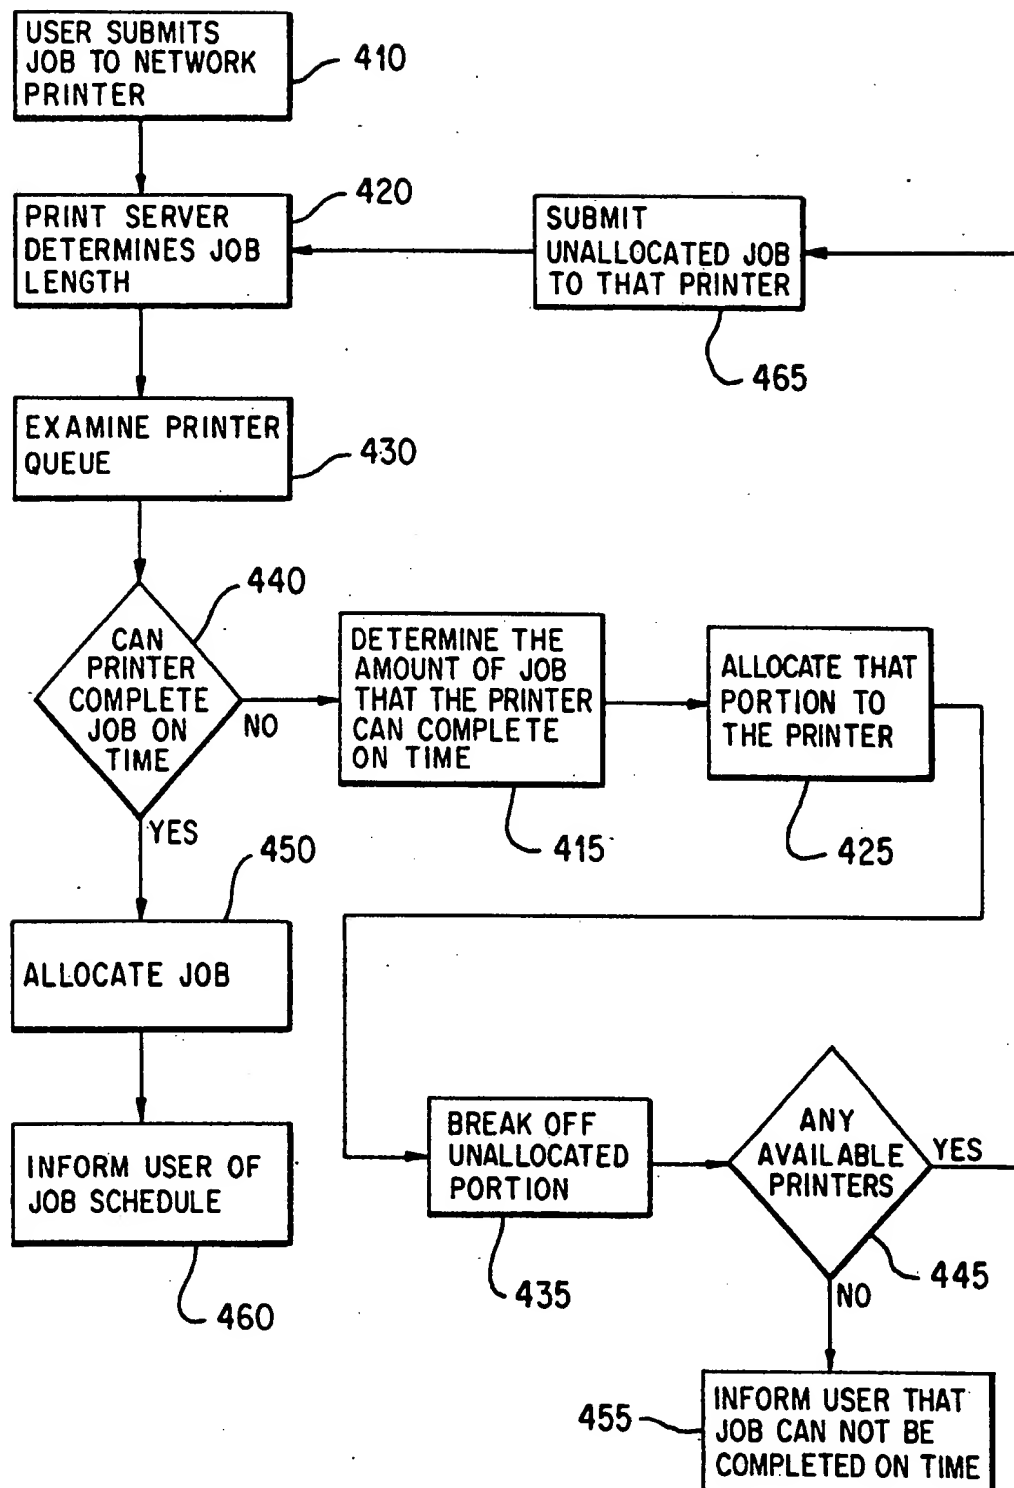 USER SUBMITS
JOB TO NETWORK
PRINTER
410
PRINT SERVER
DETERMINES JOB
LENGTH
420
SUBMIT
UNALLOCATED JOB
TO THAT PRINTER
465
EXAMINE PRINTER
QUEUE
430
CAN
PRINTER
COMPLETE
JOB ON
TIME
440
NO
YES
DETERMINE THE
AMOUNT OF JOB
THAT THE PRINTER
CAN COMPLETE
ON TIME
415
ALLOCATE THAT
PORTION TO
THE PRINTER
425
ALLOCATE JOB
450
INFORM USER OF
JOB SCHEDULE
460
BREAK OFF
UNALLOCATED
PORTION
435
ANY
AVAILABLE
PRINTERS
YES
445
NO
455
INFORM USER THAT
JOB CAN NOT BE
COMPLETED ON TIME